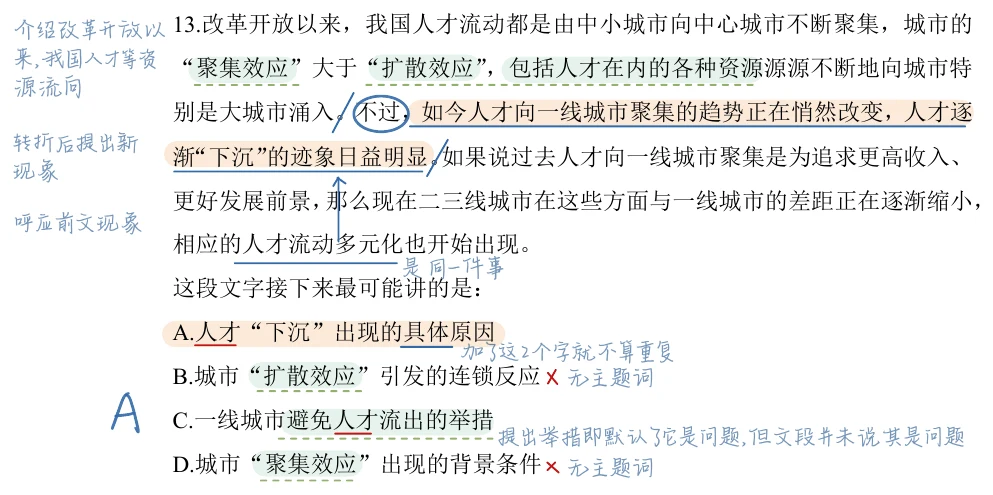 介绍改革开放以
来,我国人才等资
源流向
转折后提出新
现象
呼应前文现象
13.改革开放以来，我国人才流动都是由中小城市向中心城市不断聚集，城市的
“聚集效应”大于“扩散效应”，包括人才在内的各种资源源源不断地向城市特
别是大城市涌入。不过，如今人才向一线城市聚集的趋势正在悄然改变，人才逐
渐“下沉”的迹象日益明显。如果说过去人才向一线城市聚集是为追求更高收入、
更好发展前景，那么现在二三线城市在这些方面与一线城市的差距正在逐渐缩小，
相应的人才流动多元化也开始出现。
是同一件事
这段文字接下来最可能讲的是：
A.人才“下沉”出现的具体原因
加了这2个字就不算重复
B.城市“扩散效应”引发的连锁反应 × 无主题词
A
C.一线城市避免人才流出的举措
提出举措即默认了它是问题,但文段并未说其是问题
D.城市“聚集效应”出现的背景条件 × 无主题词